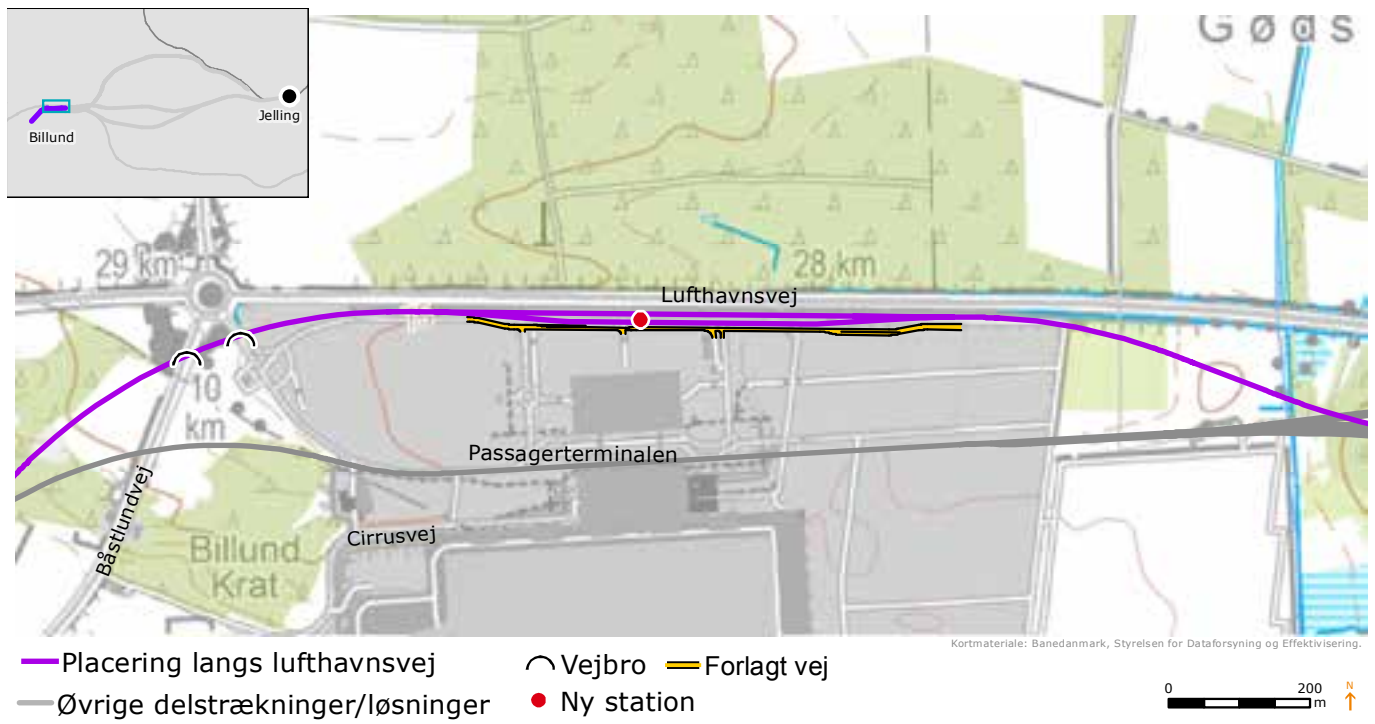 Jelling
Billund
Gøds
29 km
28 km
Lufthavnsvej
10
km
Passagerterminalen
Båstlundvej
Cirrusvej
Billund
Krat
Kortmateriale: Banedanmark, Styrelsen for Dataforsyning og Effektivisering.
Placering langs lufthavnsvej
Vejbro
Forlagt vej
Øvrige delstrækninger/løsninger
Ny station
0 200
m
N